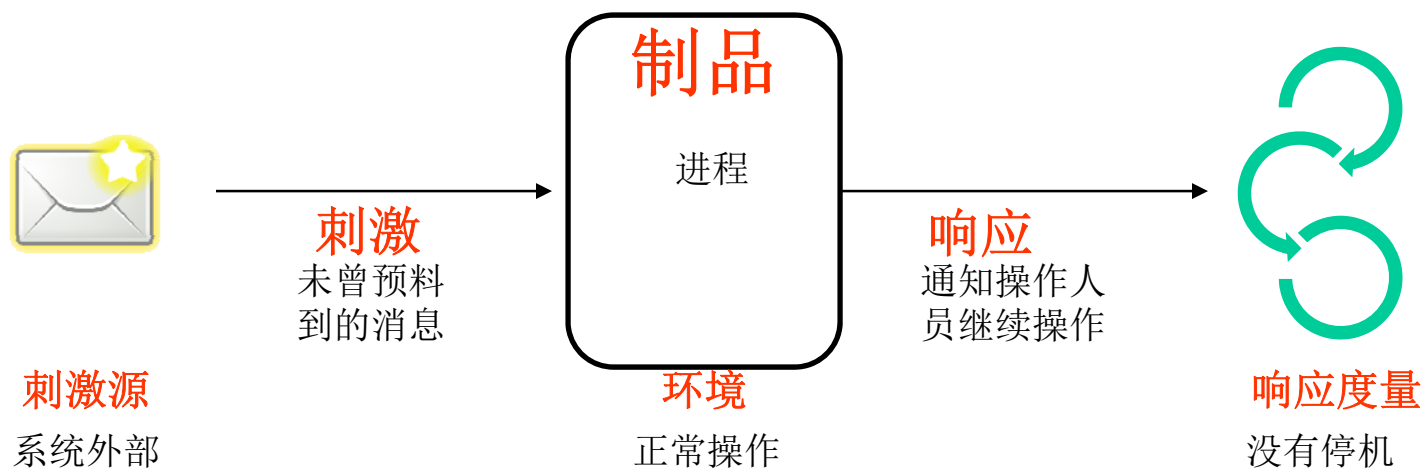 制品
进程
刺激
未曾预料
到的消息
响应
通知操作人
员继续操作
刺激源
系统外部
环境
正常操作
响应度量
没有停机